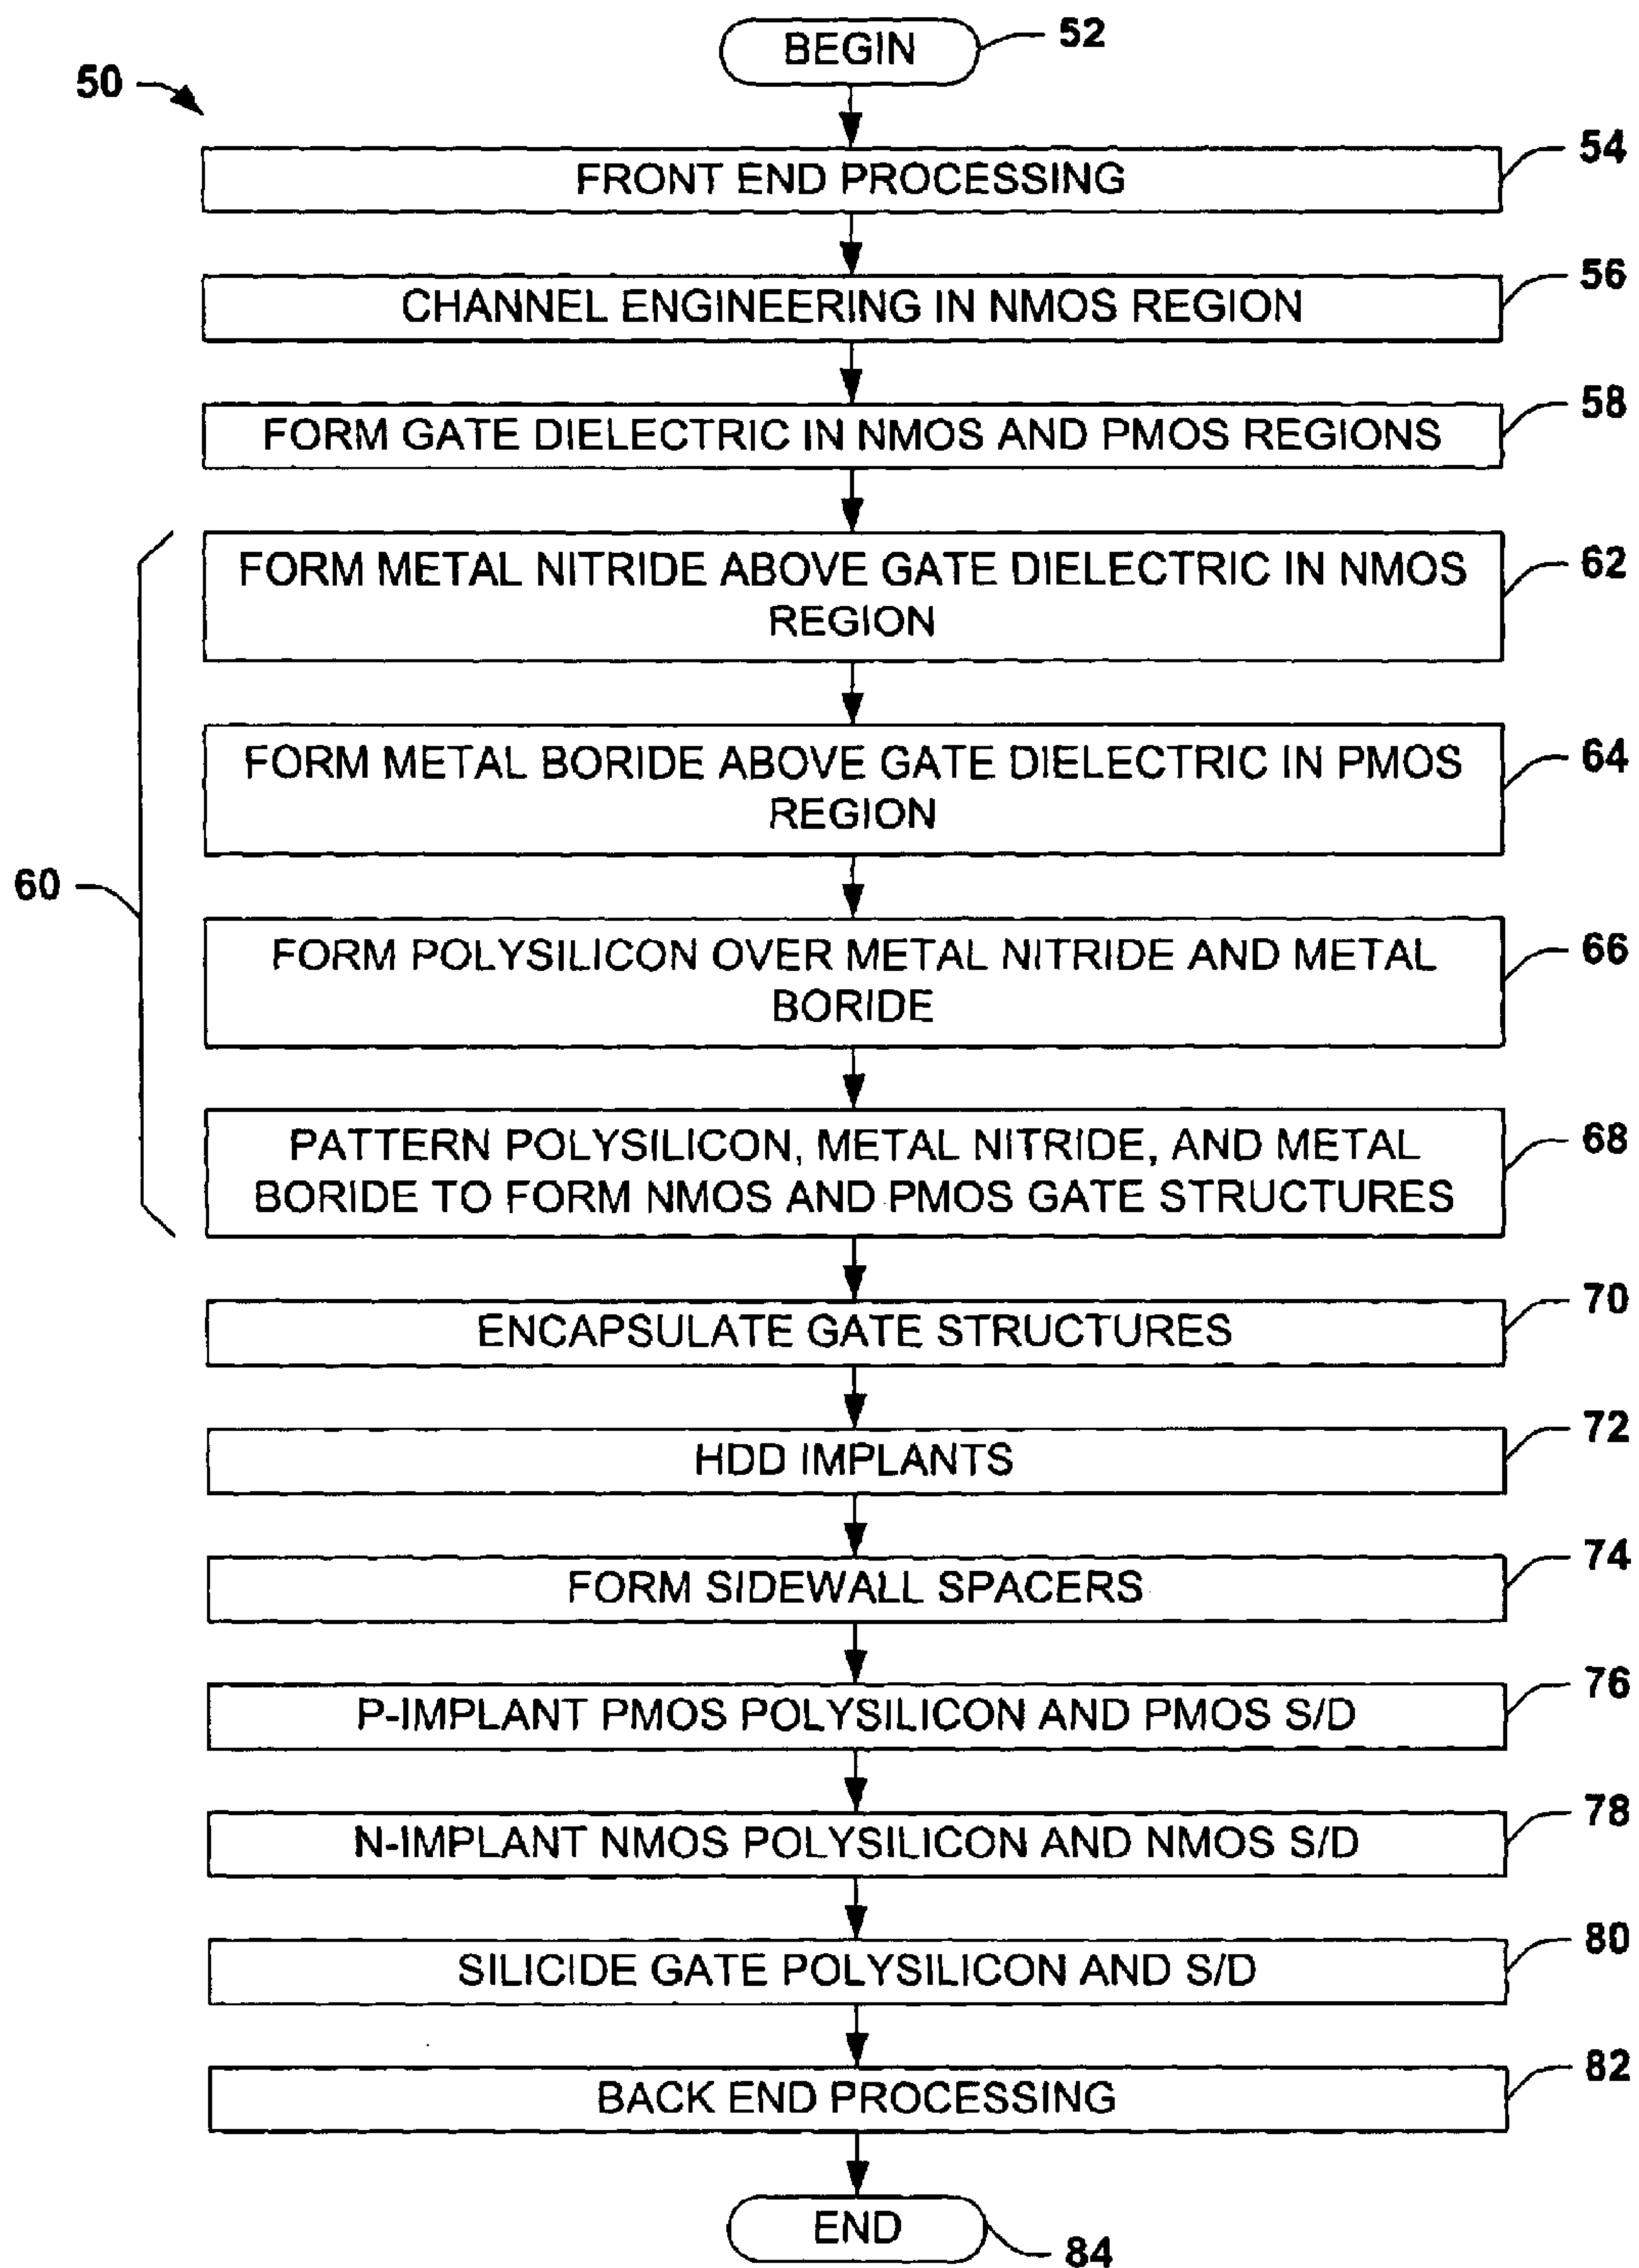 BEGIN
52
50
FRONT END PROCESSING
54
CHANNEL ENGINEERING IN NMOS REGION
56
FORM GATE DIELECTRIC IN NMOS AND PMOS REGIONS
58
60
FORM METAL NITRIDE ABOVE GATE DIELECTRIC IN NMOS
REGION
62
FORM METAL BORIDE ABOVE GATE DIELECTRIC IN PMOS
REGION
64
FORM POLYSILICON OVER METAL NITRIDE AND METAL
BORIDE
66
PATTERN POLYSILICON, METAL NITRIDE, AND METAL
BORIDE TO FORM NMOS AND PMOS GATE STRUCTURES
68
ENCAPSULATE GATE STRUCTURES
70
HDD IMPLANTS
72
FORM SIDEWALL SPACERS
74
P-IMPLANT PMOS POLYSILICON AND PMOS S/D
76
N-IMPLANT NMOS POLYSILICON AND NMOS S/D
78
SILICIDE GATE POLYSILICON AND S/D
80
BACK END PROCESSING
82
END
84